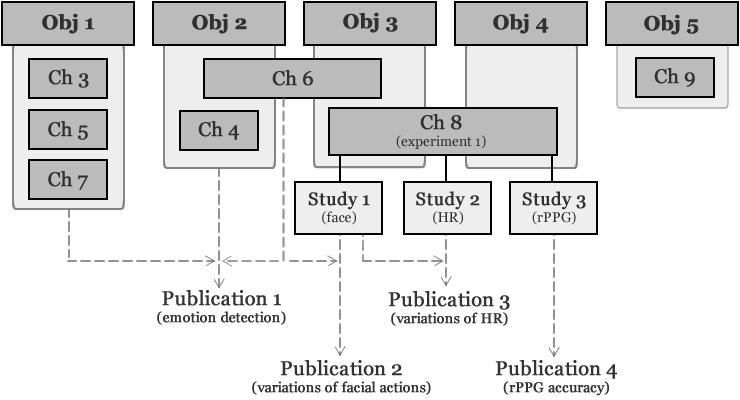 Obj 1
Obj 2
Obj 3
Obj 4
Obj 5
Ch 3
Ch 6
Ch 9
Ch 5
Ch 4
Ch 8
(experiment 1)
Ch 7
Study 1
(face)
Study 2
(HR)
Study 3
(rPPG)
Publication 1
(emotion detection)
Publication 3
(variations of HR)
Publication 2
(variations of facial actions)
Publication 4
(rPPG accuracy)